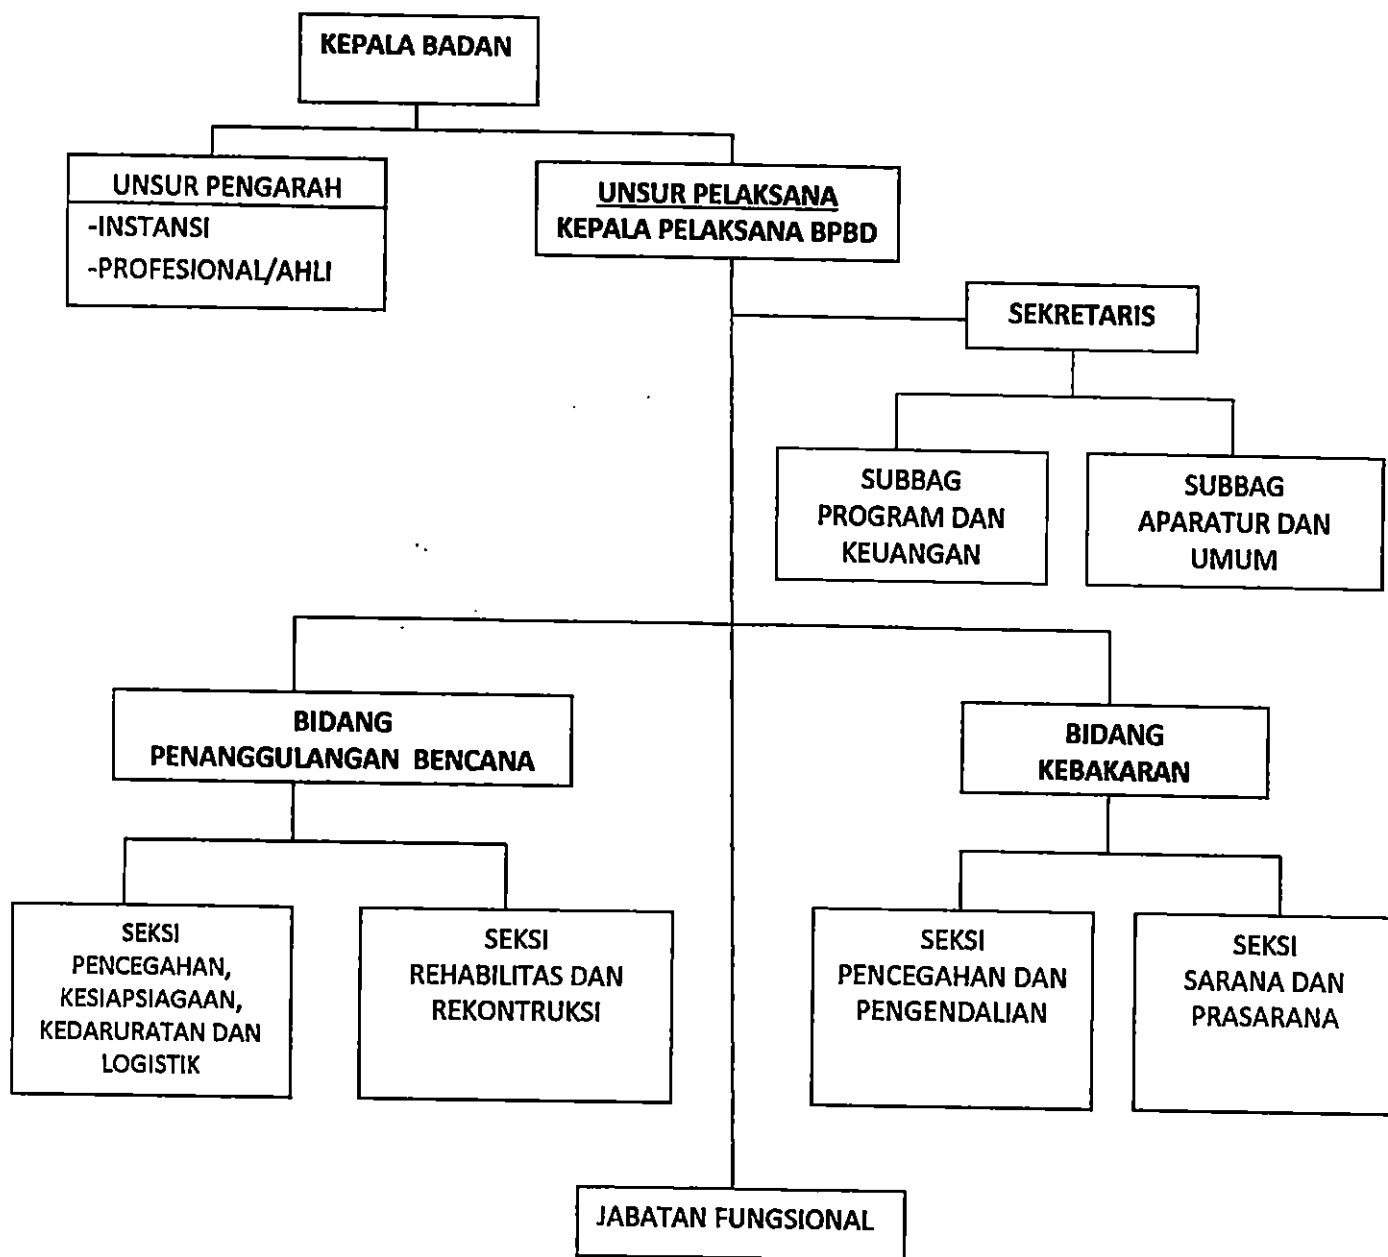 KEPALA BADAN
UNSUR PENGARAH
-INSTANSI
-PROFESIONAL/AHLI
UNSUR PELAKSANA
KEPALA PELAKSANA BPBD
SEKRETARIS
SUBBAG
PROGRAM DAN
KEUANGAN
SUBBAG
APARATUR DAN
UMUM
BIDANG
PENANGGULANGAN BENCANA
BIDANG
KEBAKARAN
SEKSI
PENCEGAHAN,
KESIAPSIAGAAN,
KEDARURATAN DAN
LOGISTIK
SEKSI
REHABILITAS DAN
REKONTRUKSI
SEKSI
PENCEGAHAN DAN
PENGENDALIAN
SEKSI
SARANA DAN
PRASARANA
JABATAN FUNGSIONAL